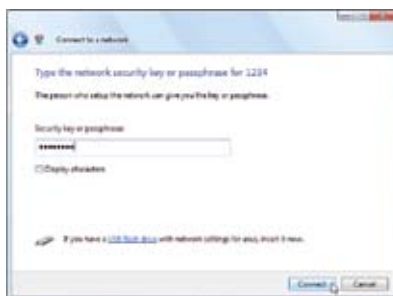 Connect to a network
Type the network security key or passphrase for 1234
The person who setup the network can give you the key or passphrase.
Security key or passphrase:
Display characters
If you have a USB flash drive with network settings for you, insert it now.
Connect
Cancel